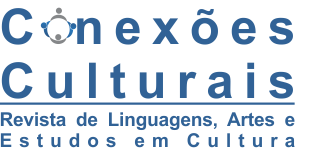 Conexões
Culturais
Revista de Linguagens, Artes e
Estudos em Cultura